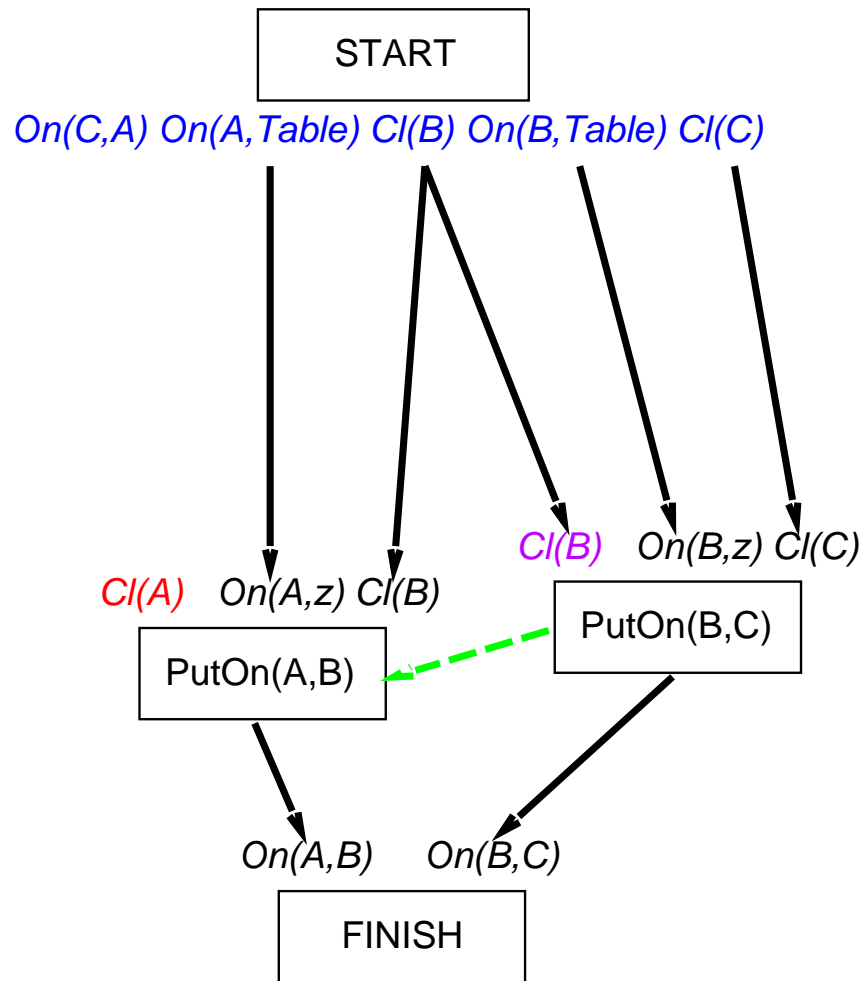 START
On(C,A) On(A,Table) Cl(B) On(B,Table) Cl(C)
Cl(B) On(B,z) Cl(C)
Cl(A) On(A,z) Cl(B)
PutOn(B,C)
PutOn(A,B)
On(A,B) On(B,C)
FINISH